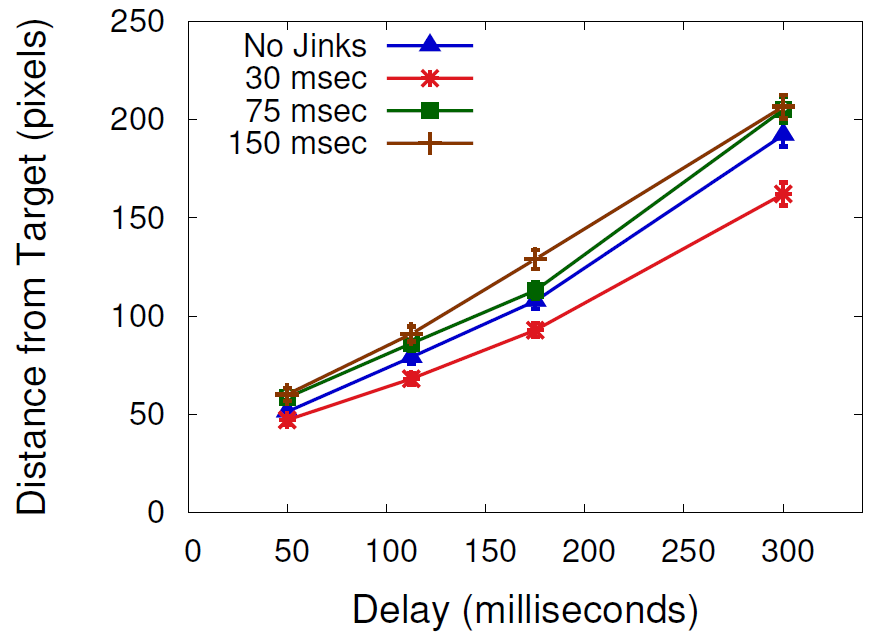 Distance from Target (pixels)
250
200
150
100
50
0
No Jinks
30 msec
75 msec
150 msec
0 50 100 150 200 250 300
Delay (milliseconds)